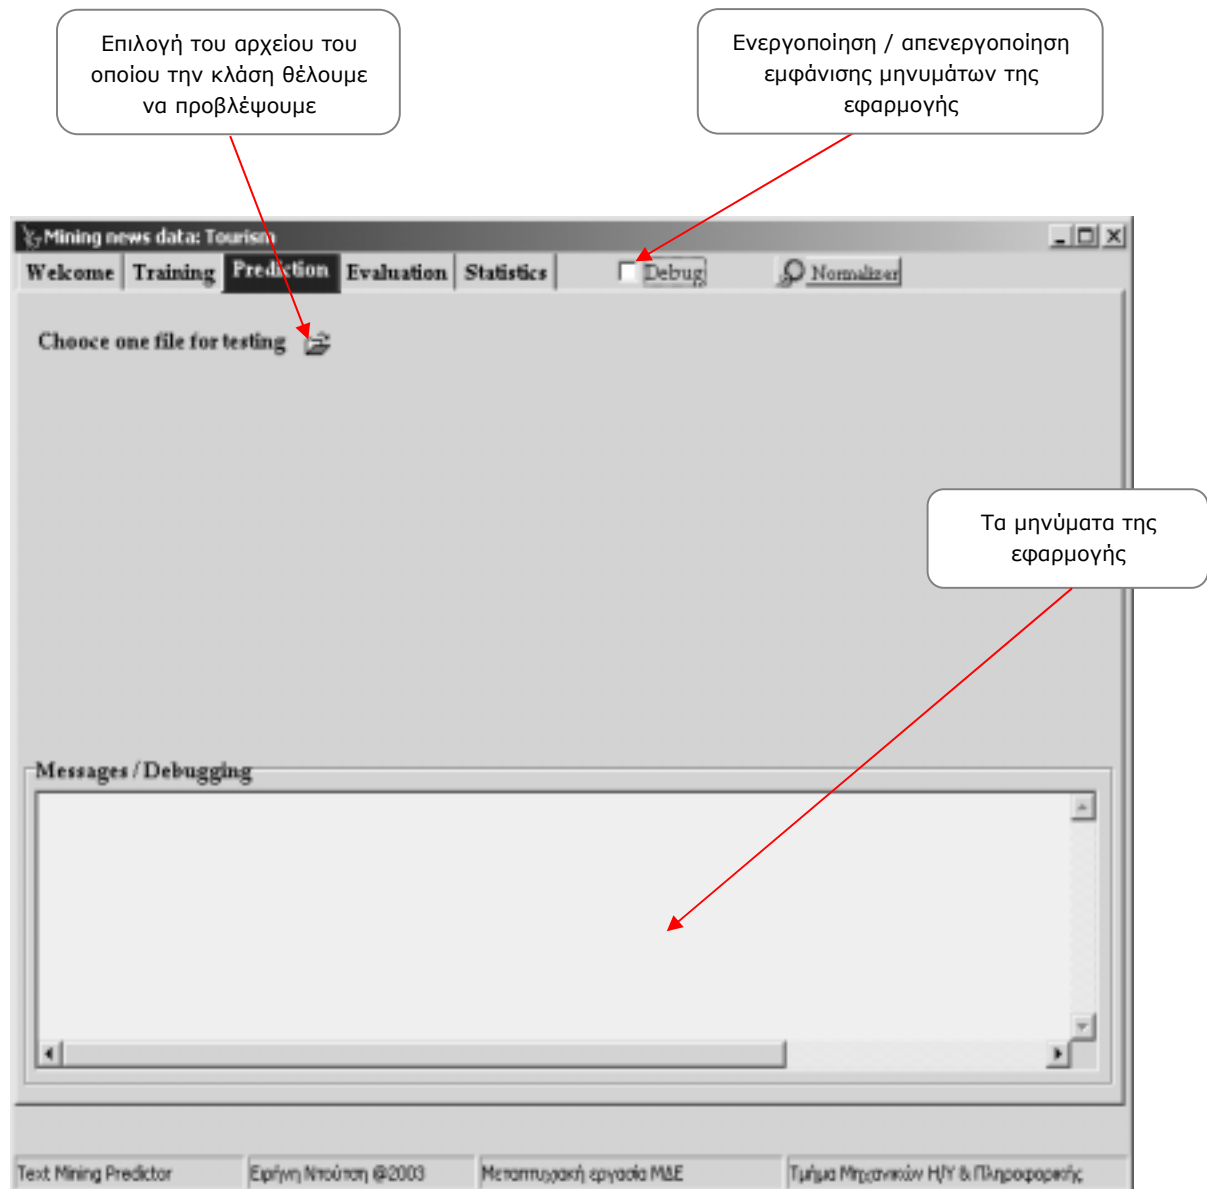 Επιλογή του αρχείου του
οποίου την κλάση θέλουμε
να προβλέψουμε
Ενεργοποίηση / απενεργοποίηση
εμφάνισης μηνυμάτων της
εφαρμογής
Mining news data: Tourism
Welcome Training Prediction Evaluation Statistics Debug Normalizer
Chooce one file for testing
Τα μηνύματα της
εφαρμογής
Messages / Debugging
Text Mining Predictor Ειρήνη Ντούτση @2003 Μεταπτυχιακή εργασία ΜΔΕ Τμήμα Μηχανικών Η/Υ & Πληροφορικής